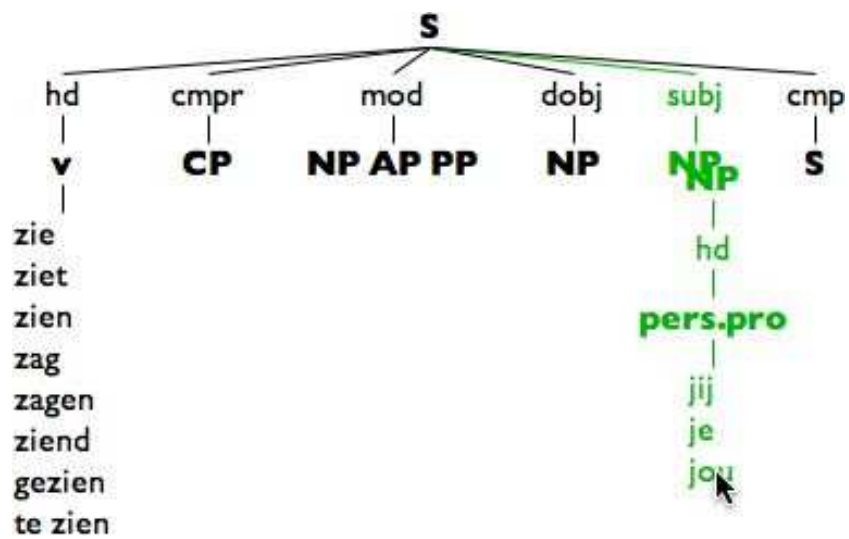 S
hd cmpr mod dobj subj cmp
v CP NP AP PP NP NP S
NP
zie
hd
ziet
zien pers.pro
zag
jij
zagen
je
ziend
jou
gezien
te zien